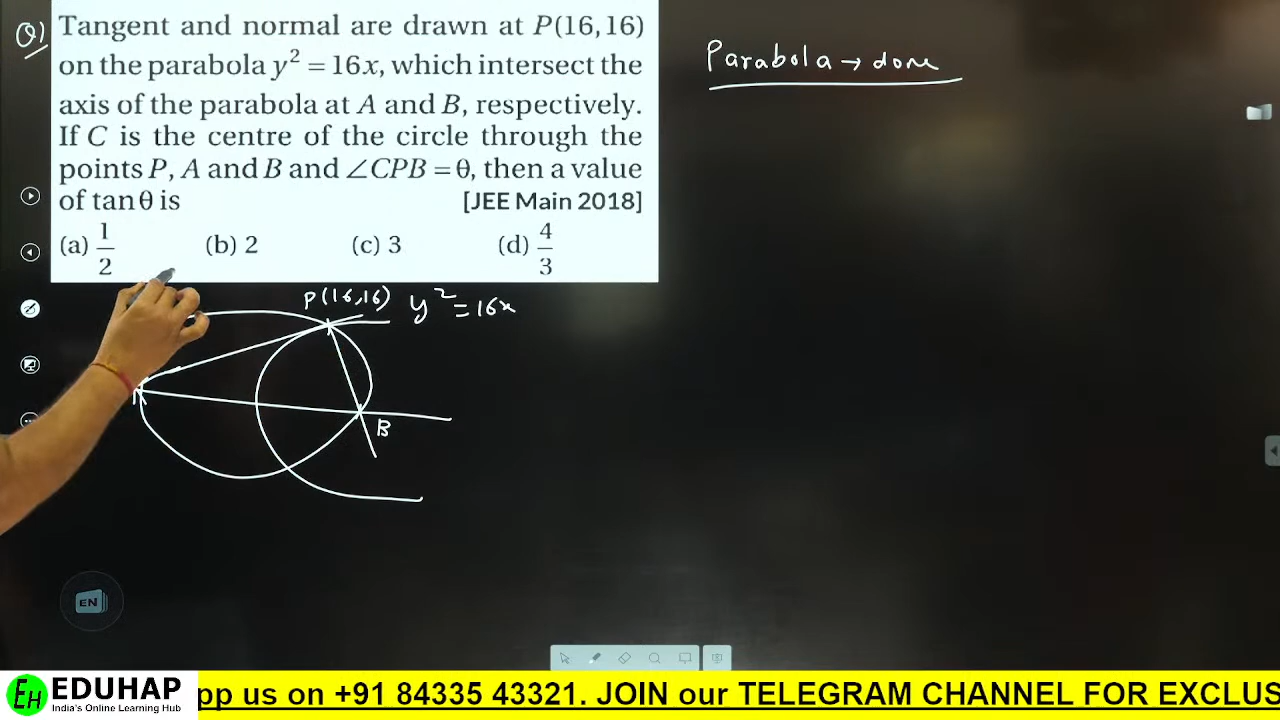 Q) Tangent and normal are drawn at P(16,16)
on the parabola y² = 16x, which intersect the
axis of the parabola at A and B, respectively.
If C is the centre of the circle through the
points P, A and B and ∠CPB = θ, then a value
of tanθ is [JEE Main 2018]
(a) 1/2 (b) 2 (c) 3 (d) 4/3
Parabola → done
P(16,16) y² = 16x
B
EN
EH EDUHAP
India's Online Learning Hub
pp us on +91 84335 43321. JOIN our TELEGRAM CHANNEL FOR EXCLUS